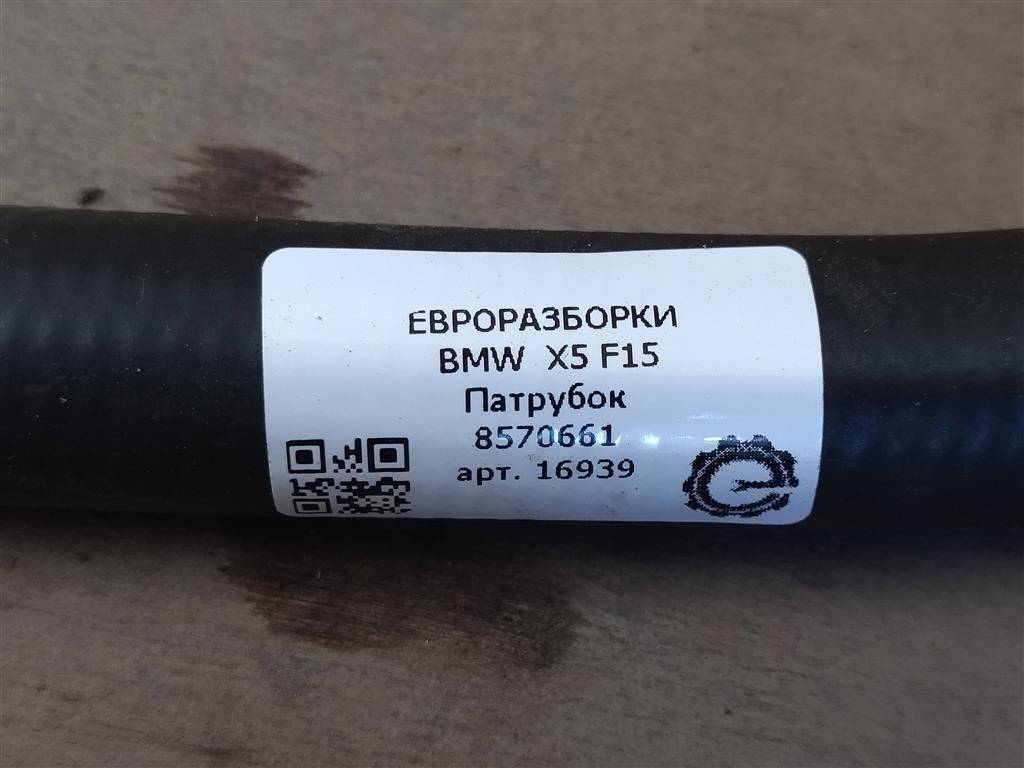 ЕВРОРАЗБОРКИ
BMW X5 F15
Патрубок
8570661
арт. 16939